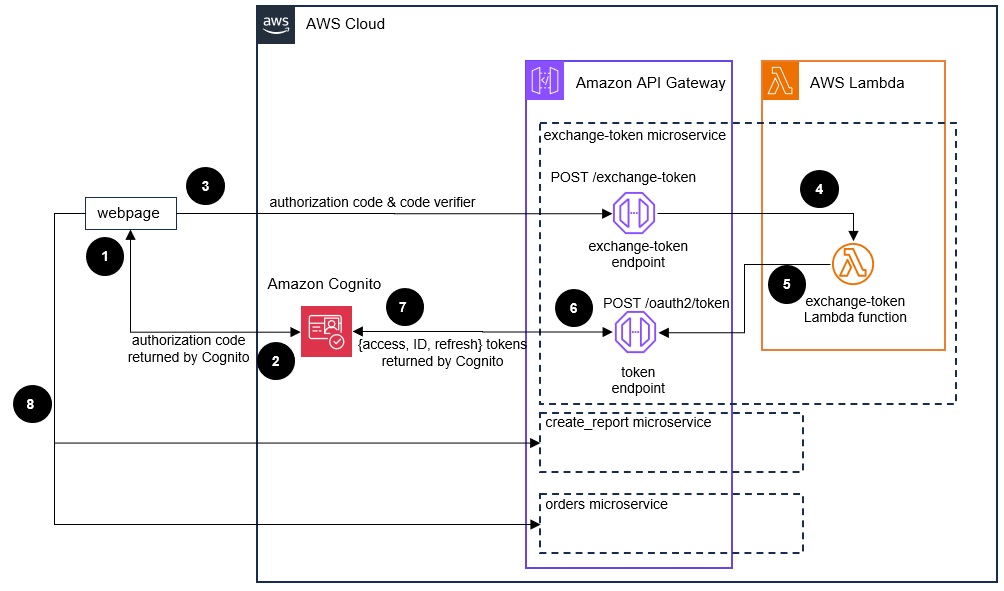 aws
AWS Cloud
Amazon API Gateway
AWS Lambda
exchange-token microservice
POST /exchange-token
3
4
authorization code & code verifier
webpage
1
exchange-token
endpoint
Amazon Cognito
5
7
6
POST /oauth2/token
exchange-token
Lambda function
authorization code
returned by Cognito
2
{access, ID, refresh} tokens
returned by Cognito
token
endpoint
8
create_report microservice
orders microservice